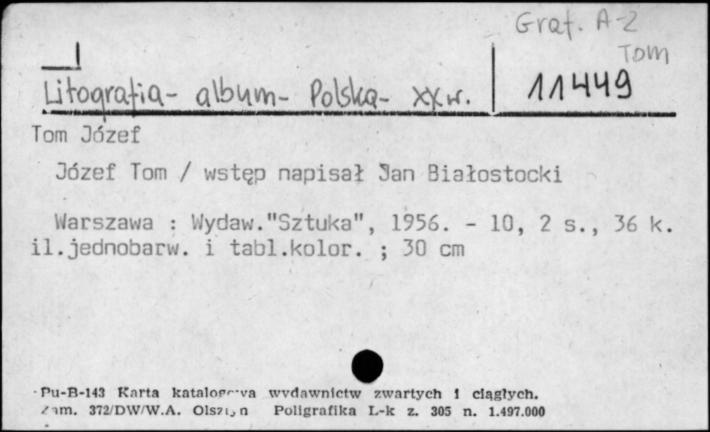 Graf. A-Z
Tom
Litografia - album - Polska - XX w.
11449
Tom Józef
Józef Tom / wstęp napisał Jan Białostocki
Warszawa : Wydaw."Sztuka", 1956. - 10, 2 s., 36 k.
il.jednobarw. i tabl.kolor. ; 30 cm
Pu-B-143 Karta katalogowa wydawnictw zwartych i ciągłych.
Zam. 372/DW/W.A. Olsztyn Poligrafika L-k z. 305 n. 1.497.000